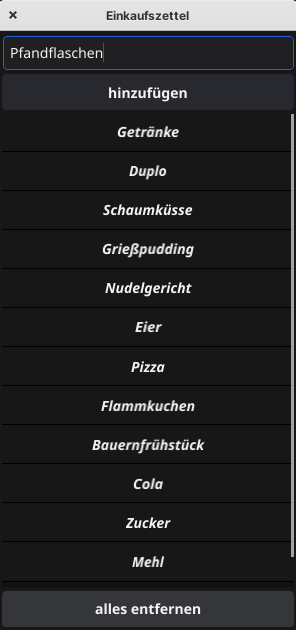 Einkaufszettel
Pfandflaschen
hinzufügen
Getränke
Duplo
Schaumküsse
Grießpudding
Nudelgericht
Eier
Pizza
Flammkuchen
Bauernfrühstück
Cola
Zucker
Mehl
alles entfernen